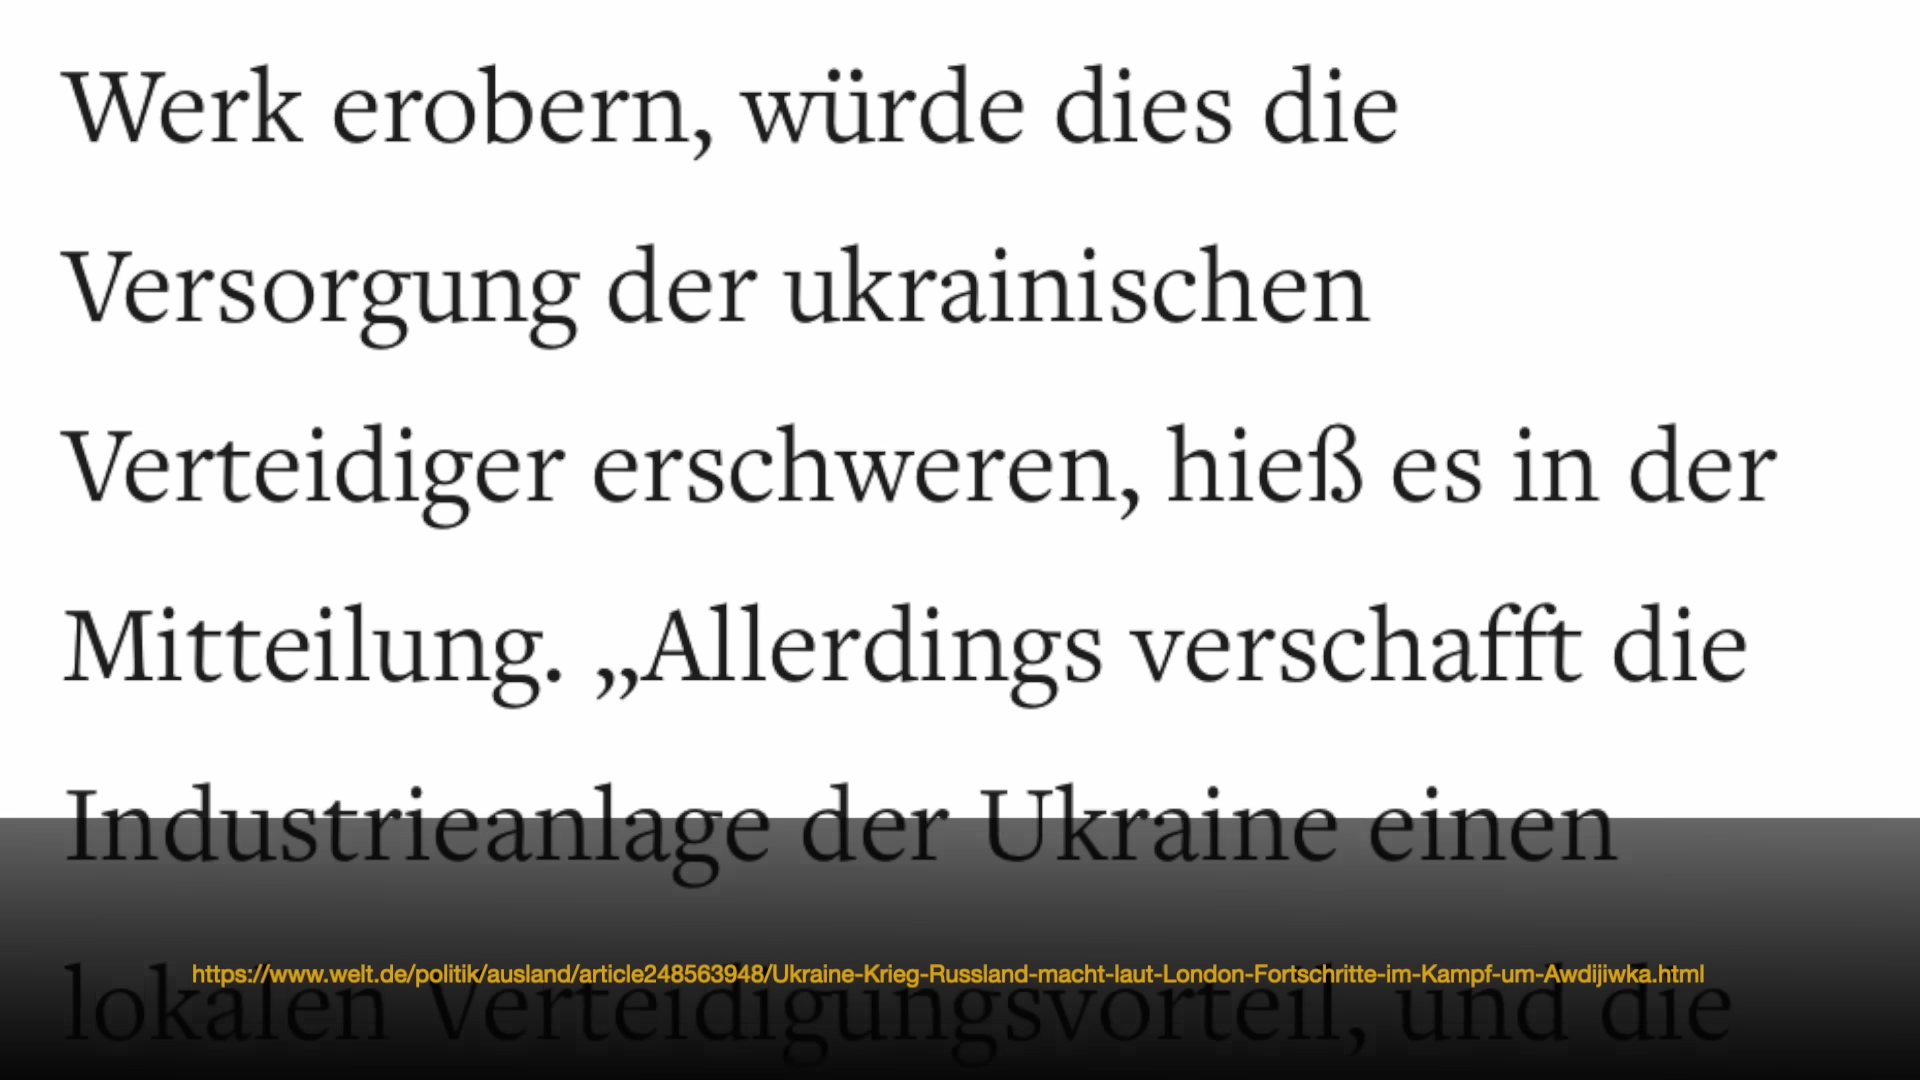 Werk erobern, würde dies die
Versorgung der ukrainischen
Verteidiger erschweren, hieß es in der
Mitteilung. „Allerdings verschafft die
Industrieanlage der Ukraine einen
https://www.welt.de/politik/ausland/article248563948/Ukraine-Krieg-Russland-macht-laut-London-Fortschritte-im-Kampf-um-Awdijiwka.html
lokalen Verteidigungsvorteil, und die